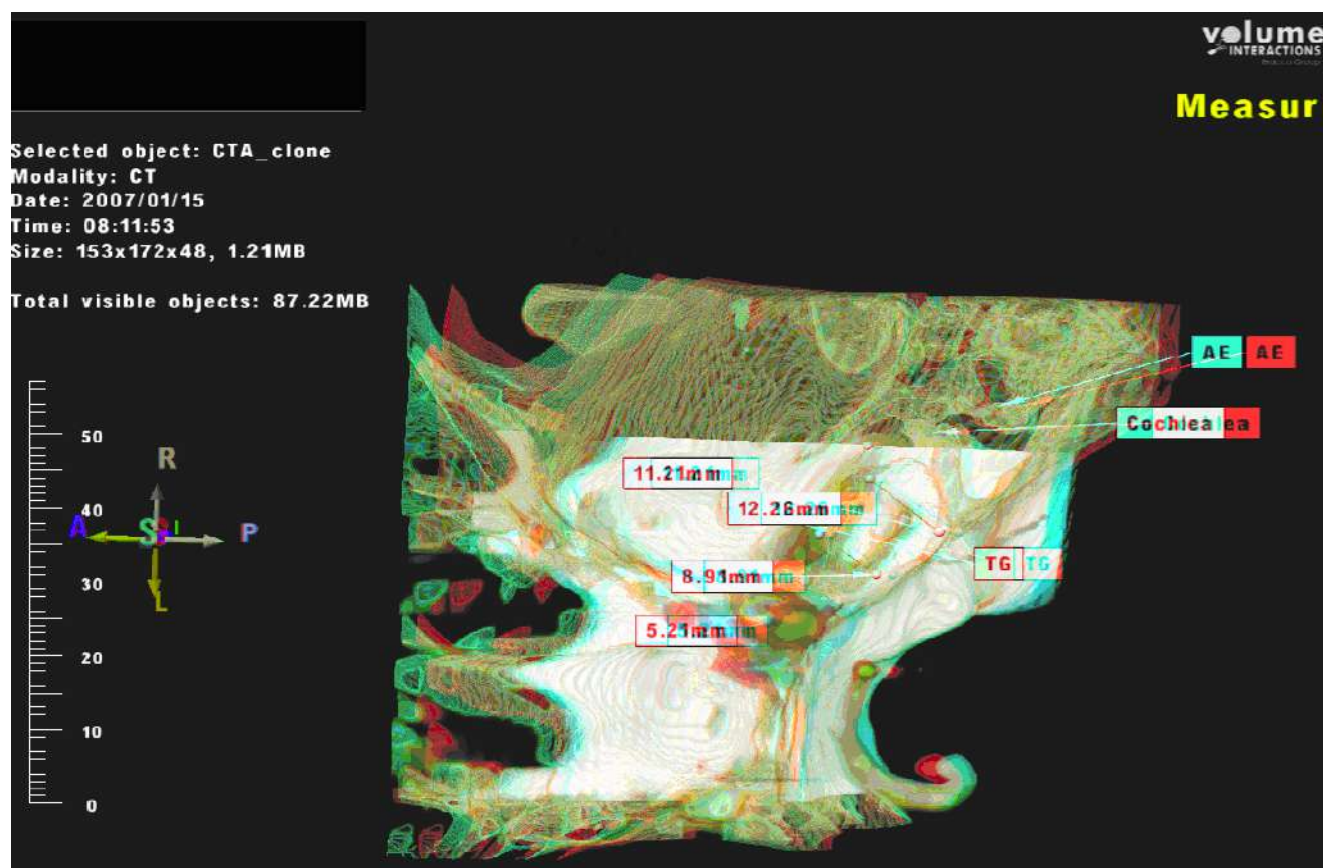 volume
INTERACTIONS
Measur
Selected object: CTA_clone
Modality: CT
Date: 2007/01/15
Time: 08:11:53
Size: 153x172x48, 1.21MB
Total visible objects: 87.22MB
AE AE
Cochlea
11.21mm
12.26mm
8.91mm
TG TG
5.21mm
50
40
30
20
10
0
R
A S P
L